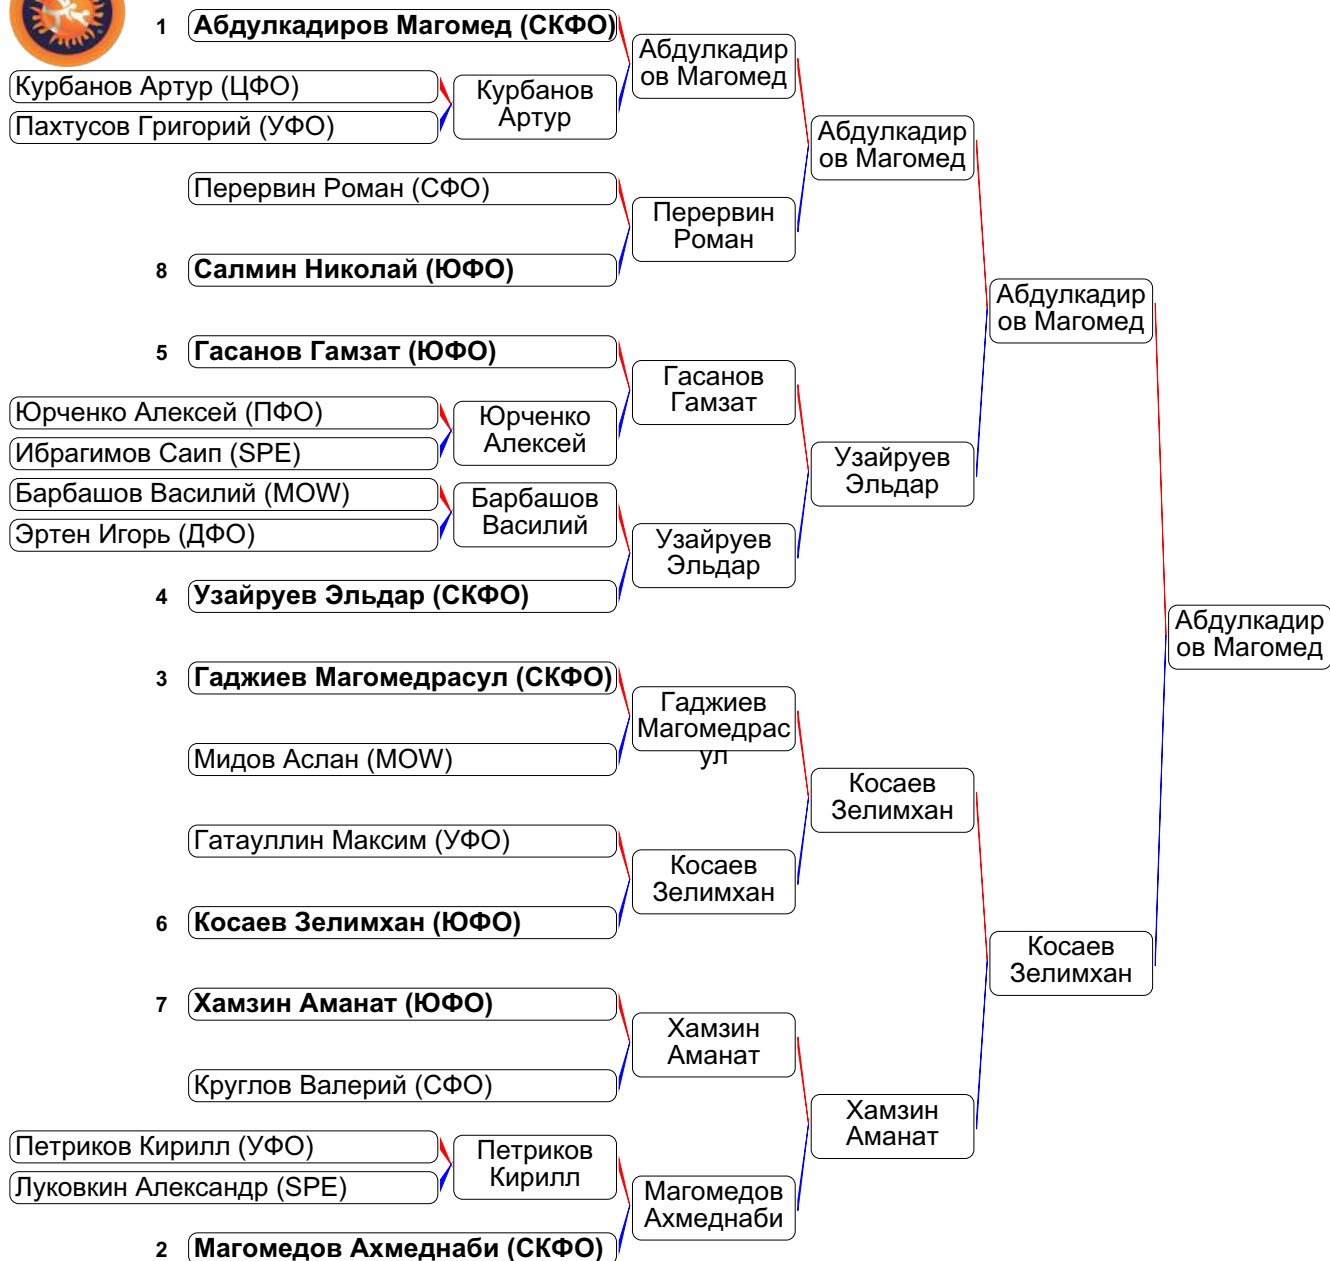 1 Абдулкадиров Магомед (СКФО)
Абдулкадир
ов Магомед
Курбанов Артур (ЦФО)
Курбанов
Артур
Пахтусов Григорий (УФО)
Абдулкадир
ов Магомед
Перервин Роман (СФО)
Перервин
Роман
8 Салмин Николай (ЮФО)
Абдулкадир
ов Магомед
5 Гасанов Гамзат (ЮФО)
Гасанов
Гамзат
Юрченко Алексей (ПФО)
Юрченко
Алексей
Ибрагимов Саип (SPE)
Узайруев
Эльдар
Барбашов Василий (MOW)
Барбашов
Василий
Эртен Игорь (ДФО)
Узайруев
Эльдар
4 Узайруев Эльдар (СКФО)
Абдулкадир
ов Магомед
3 Гаджиев Магомедрасул (СКФО)
Гаджиев
Магомедрас
ул
Мидов Аслан (MOW)
Косаев
Зелимхан
Гатауллин Максим (УФО)
Косаев
Зелимхан
6 Косаев Зелимхан (ЮФО)
Косаев
Зелимхан
7 Хамзин Аманат (ЮФО)
Хамзин
Аманат
Круглов Валерий (СФО)
Хамзин
Аманат
Петриков Кирилл (УФО)
Петриков
Кирилл
Луковкин Александр (SPE)
Магомедов
Ахмеднаби
2 Магомедов Ахмеднаби (СКФО)